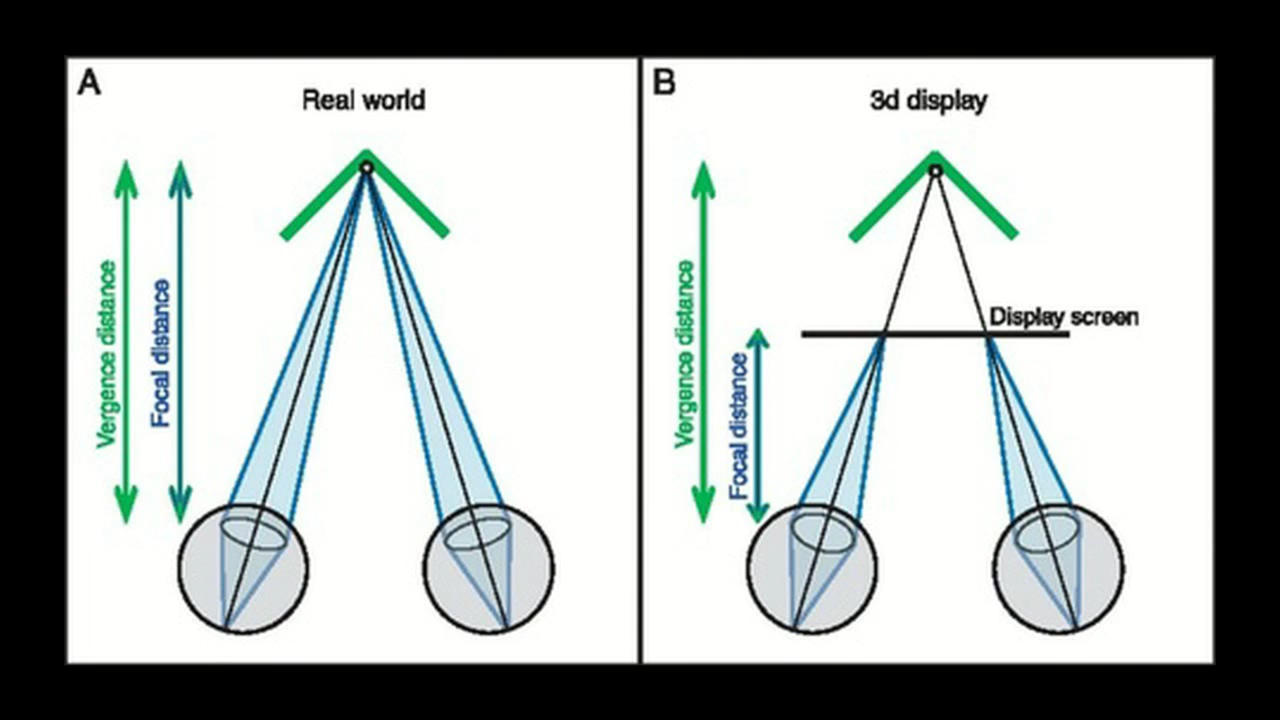 A
Real world
Vergence distance
Focal distance
B
3d display
Vergence distance
Focal distance
Display screen